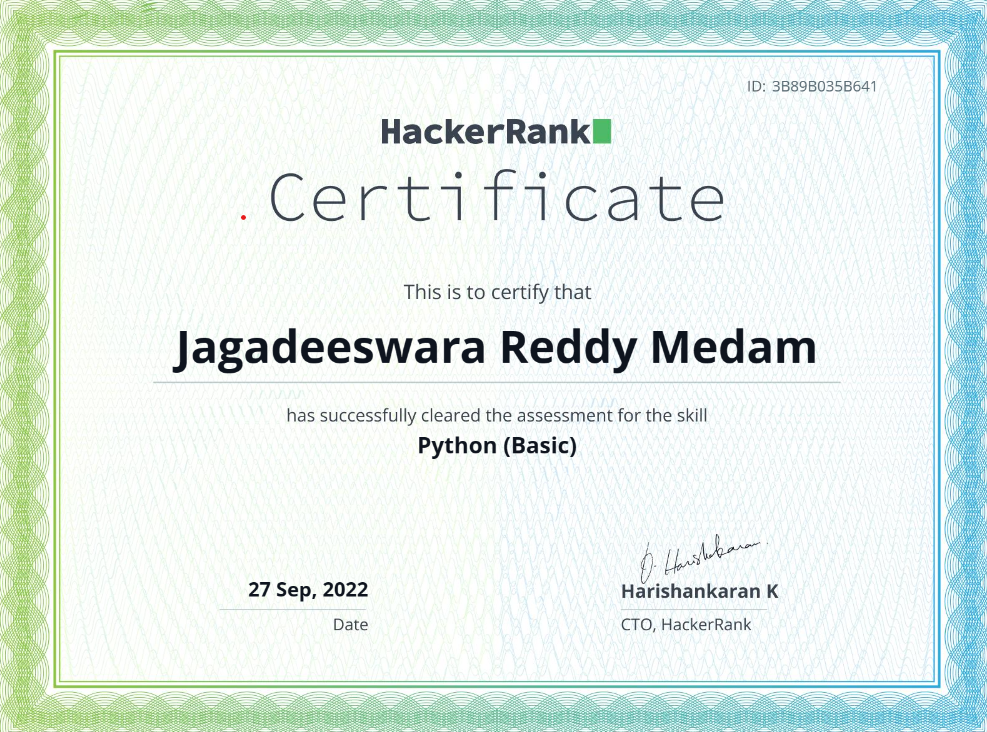 ID: 3B89B035B641
HackerRank
Certificate
This is to certify that
Jagadeeswara Reddy Medam
has successfully cleared the assessment for the skill
Python (Basic)
27 Sep, 2022
Date
Harishankaran K
CTO, HackerRank